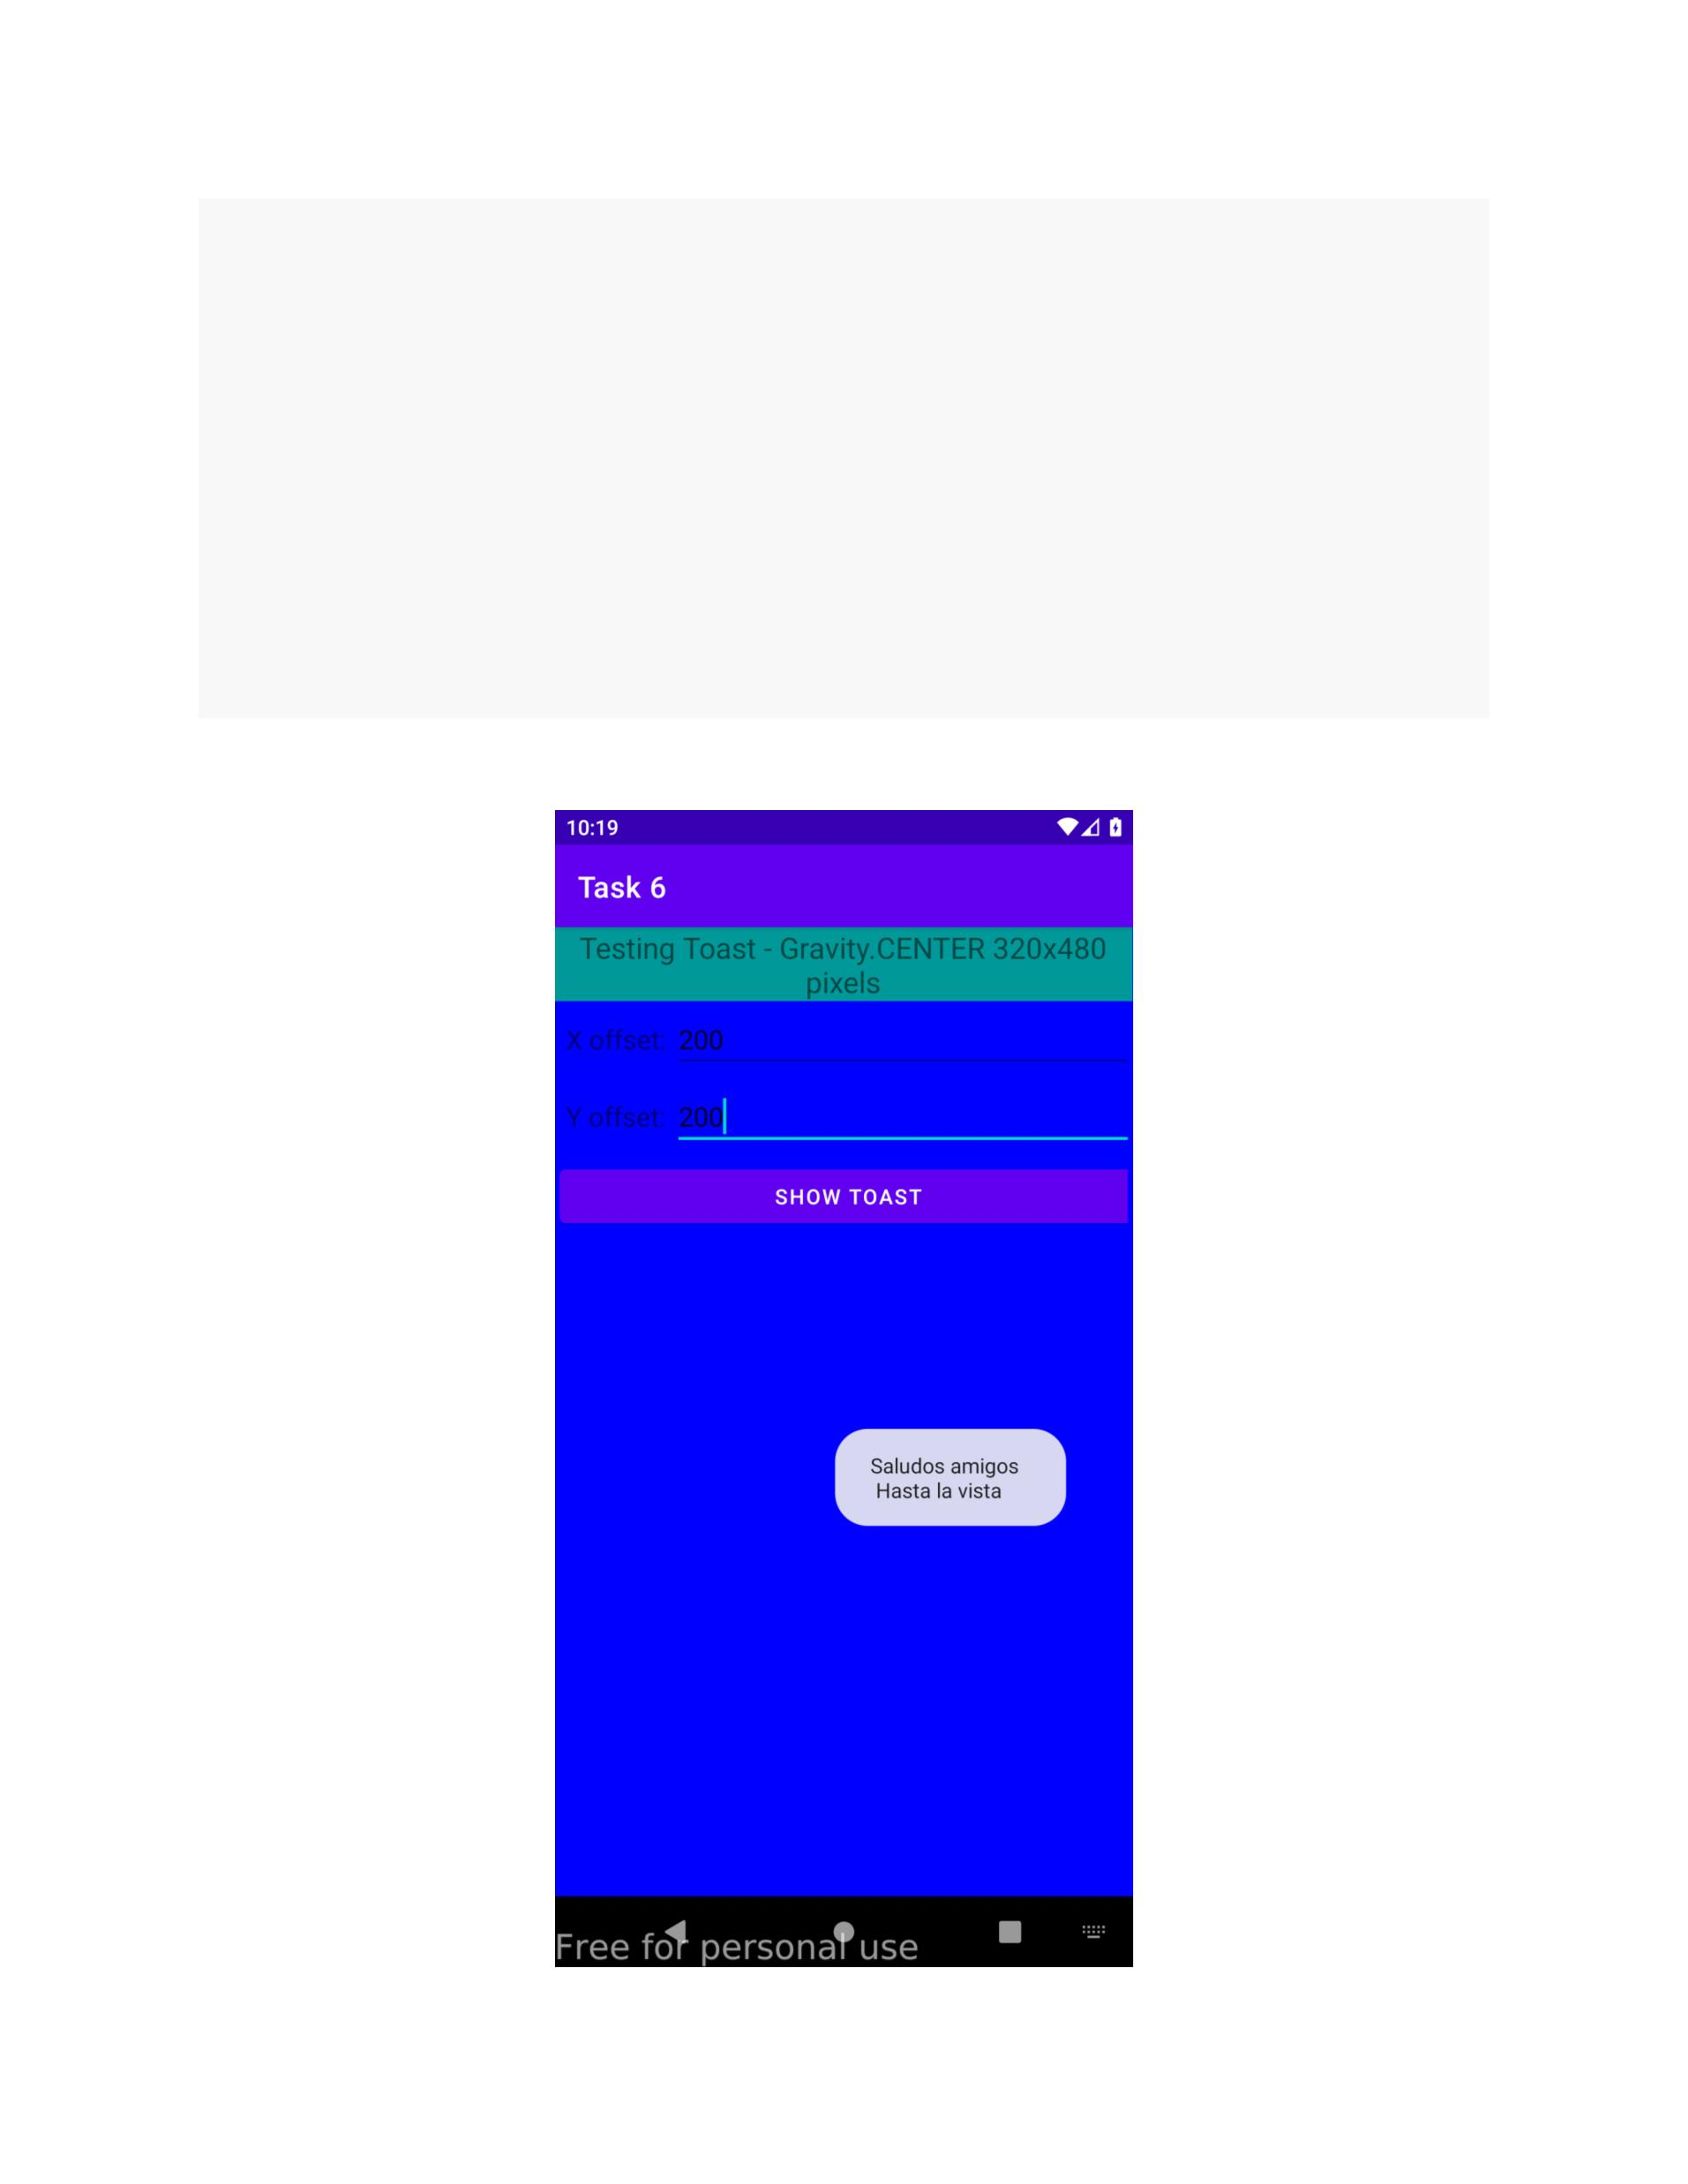 10:19
Task 6
Testing Toast - Gravity.CENTER 320x480
pixels
X offset: 200
Y offset: 200
SHOW TOAST
Saludos amigos
Hasta la vista
Free for personal use